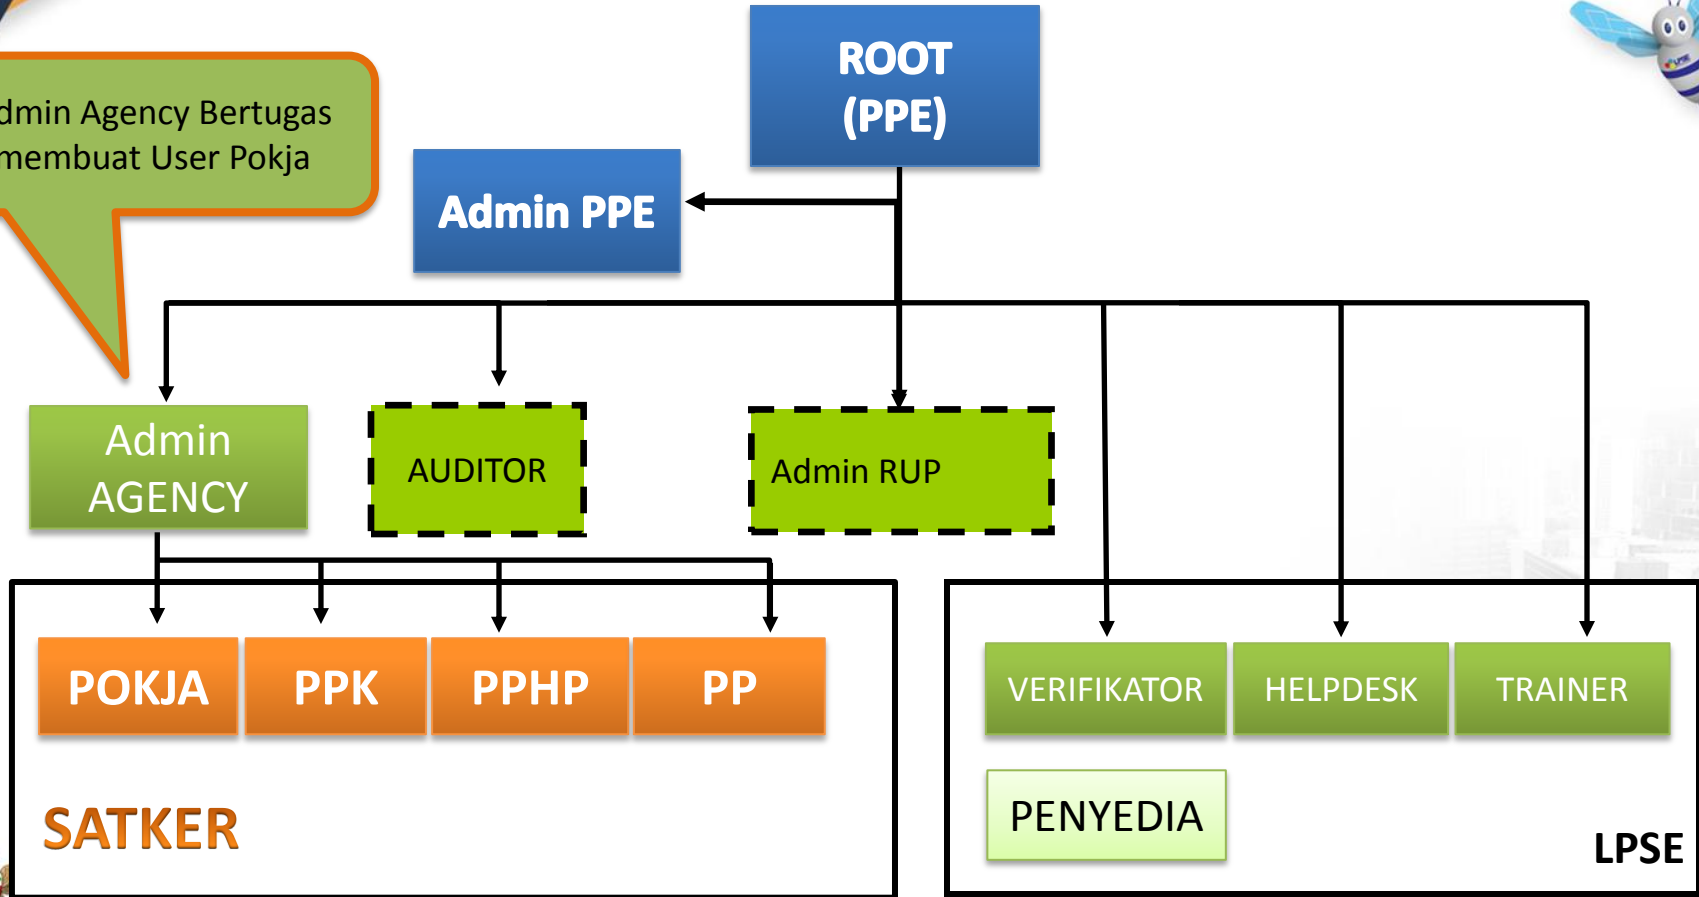 ROOT
(PPE)
dmin Agency Bertugas
membuat User Pokja
Admin PPE
Admin
AGENCY
AUDITOR
Admin RUP
POKJA
PPK
PPHP
PP
VERIFIKATOR
HELPDESK
TRAINER
PENYEDIA
SATKER
LPSE